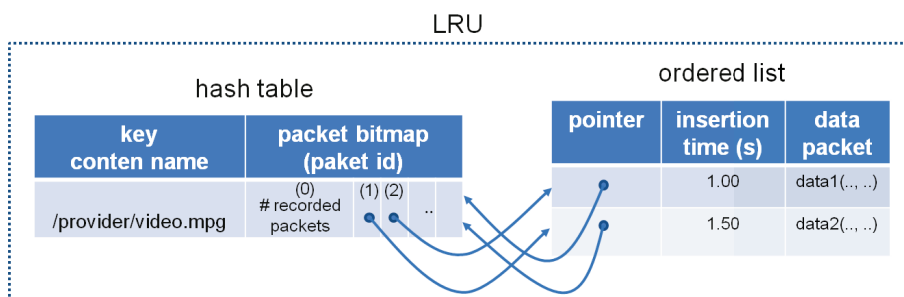 LRU
hash table
ordered list
key
conten name
packet bitmap
(paket id)
pointer
insertion
time (s)
data
packet
/provider/video.mpg
(0)
# recorded
packets
(1) (2)
..
1.00
data1(.., ..)
1.50
data2(.., ..)